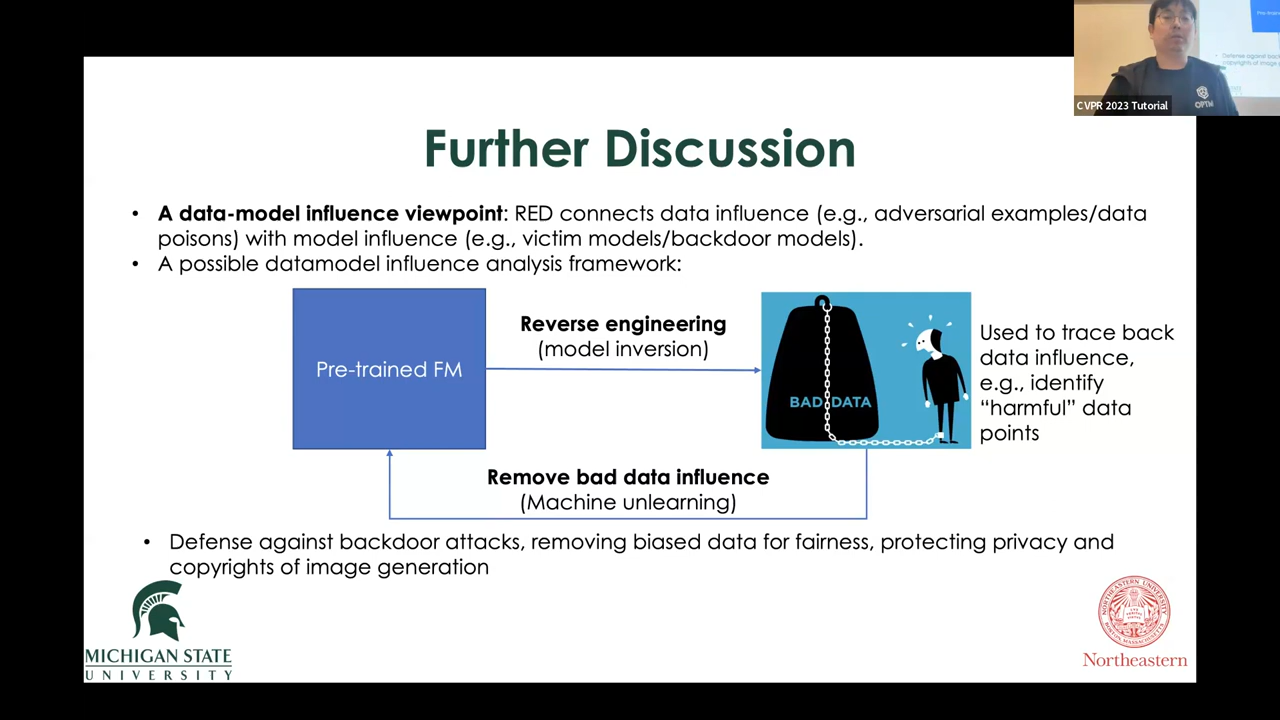 CVPR 2023 Tutorial
OPTML
Further Discussion
• A data-model influence viewpoint: RED connects data influence (e.g., adversarial examples/data
poisons) with model influence (e.g., victim models/backdoor models).
• A possible datamodel influence analysis framework:
Pre-trained FM
Reverse engineering
(model inversion)
BAD DATA
Used to trace back
data influence,
e.g., identify
“harmful” data
points
Remove bad data influence
(Machine unlearning)
• Defense against backdoor attacks, removing biased data for fairness, protecting privacy and
copyrights of image generation
MICHIGAN STATE
UNIVERSITY
NORTHEASTERN UNIVERSITY
Northeastern